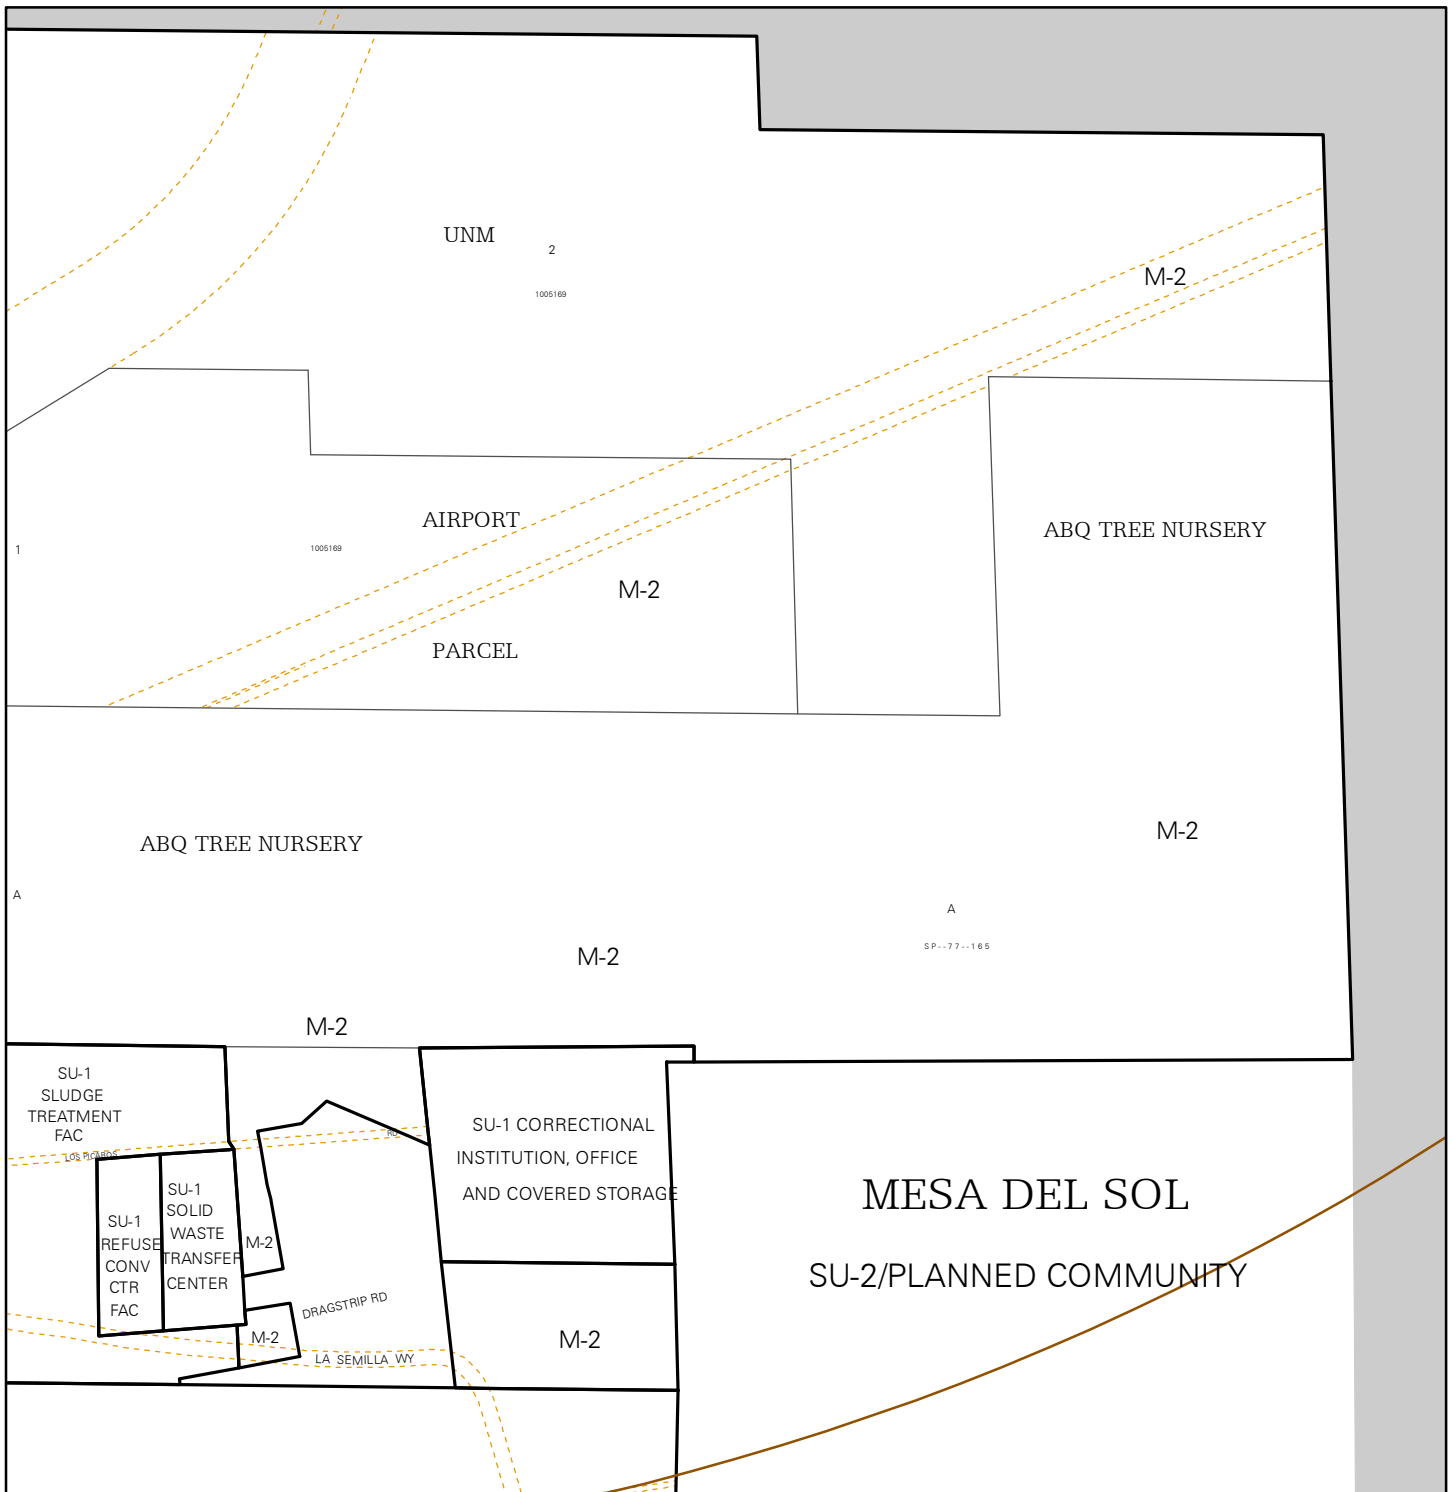 UNM
2
M-2
1005169
AIRPORT
ABQ TREE NURSERY
1
1005169
M-2
PARCEL
M-2
ABQ TREE NURSERY
A
A
SP--77--165
M-2
M-2
SU-1
SLUDGE
TREATMENT
FAC
LOS PICAROS
RD
SU-1 CORRECTIONAL
INSTITUTION, OFFICE
AND COVERED STORAGE
SU-1
SOLID
WASTE
TRANSFER
CENTER
SU-1
REFUSE
CONV
CTR
FAC
M-2
MESA DEL SOL
SU-2/PLANNED COMMUNITY
DRAGSTRIP RD
M-2
LA SEMILLA WY
M-2